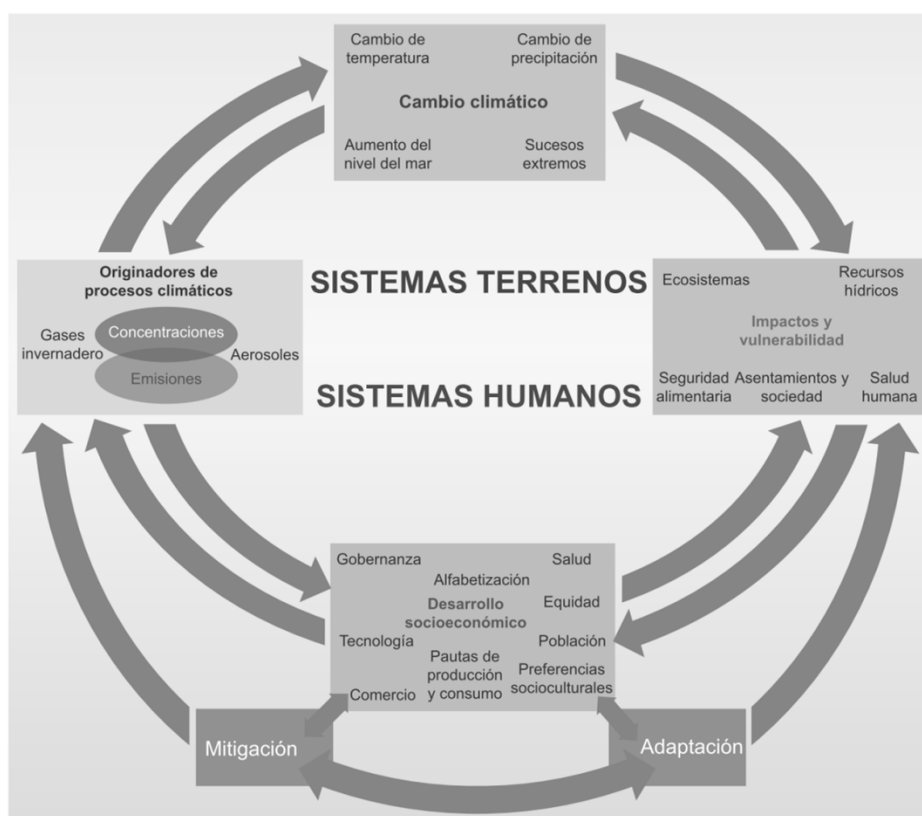 Cambio de
temperatura
Cambio de
precipitación
Cambio climático
Aumento del
nivel del mar
Sucesos
extremos
Originadores de
procesos climáticos
Concentraciones
Gases
invernadero
Aerosoles
Emisiones
SISTEMAS TERRENOS
SISTEMAS HUMANOS
Ecosistemas
Recursos
hídricos
Impactos y
vulnerabilidad
Seguridad
alimentaria
Asentamientos y
sociedad
Salud
humana
Gobernanza
Salud
Alfabetización
Desarrollo
socioeconómico
Equidad
Tecnología
Población
Pautas de
producción
y consumo
Preferencias
socioculturales
Comercio
Mitigación
Adaptación